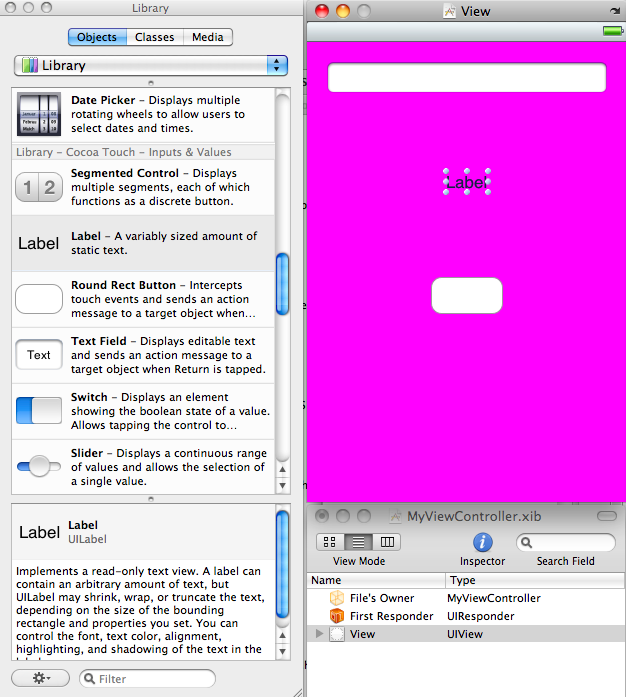 Library
Objects
Classes
Media
Library
Date Picker – Displays multiple
rotating wheels to allow users to
select dates and times.
Library – Cocoa Touch – Inputs & Values
1 2
Segmented Control – Displays
multiple segments, each of which
functions as a discrete button.
Label
Label – A variably sized amount of
static text.
Round Rect Button – Intercepts
touch events and sends an action
message to a target object when...
Text
Text Field – Displays editable text
and sends an action message to a
target object when Return is tapped.
Switch – Displays an element
showing the boolean state of a value.
Allows tapping the control to...
Slider – Displays a continuous range
of values and allows the selection of
a single value.
Label
Label
UILabel
Implements a read-only text view. A label can
contain an arbitrary amount of text, but
UILabel may shrink, wrap, or truncate the text,
depending on the size of the bounding
rectangle and properties you set. You can
control the font, text color, alignment,
highlighting, and shadowing of the text in the
Filter
View
Label
MyViewController.xib
View Mode
Inspector
Search Field
Name
Type
File's Owner
MyViewController
First Responder
UIResponder
View
UIView